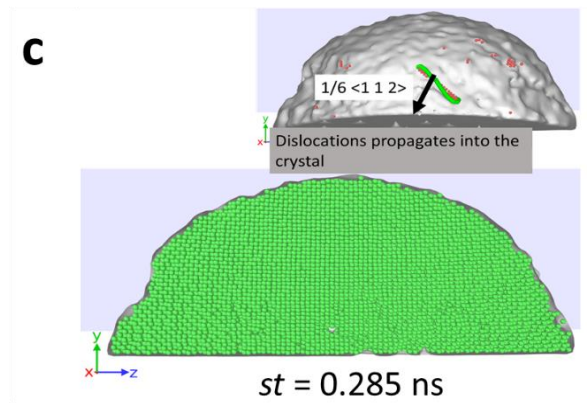 c
1/6 <1 1 2>
y
x
Dislocations propagates into the
crystal
y
x
z
st = 0.285 ns